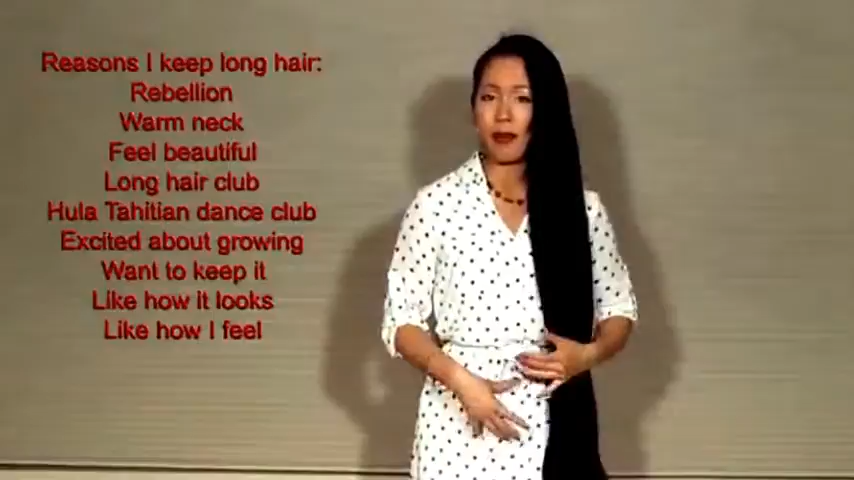 Reasons I keep long hair:
Rebellion
Warm neck
Feel beautiful
Long hair club
Hula Tahitian dance club
Excited about growing
Want to keep it
Like how it looks
Like how I feel